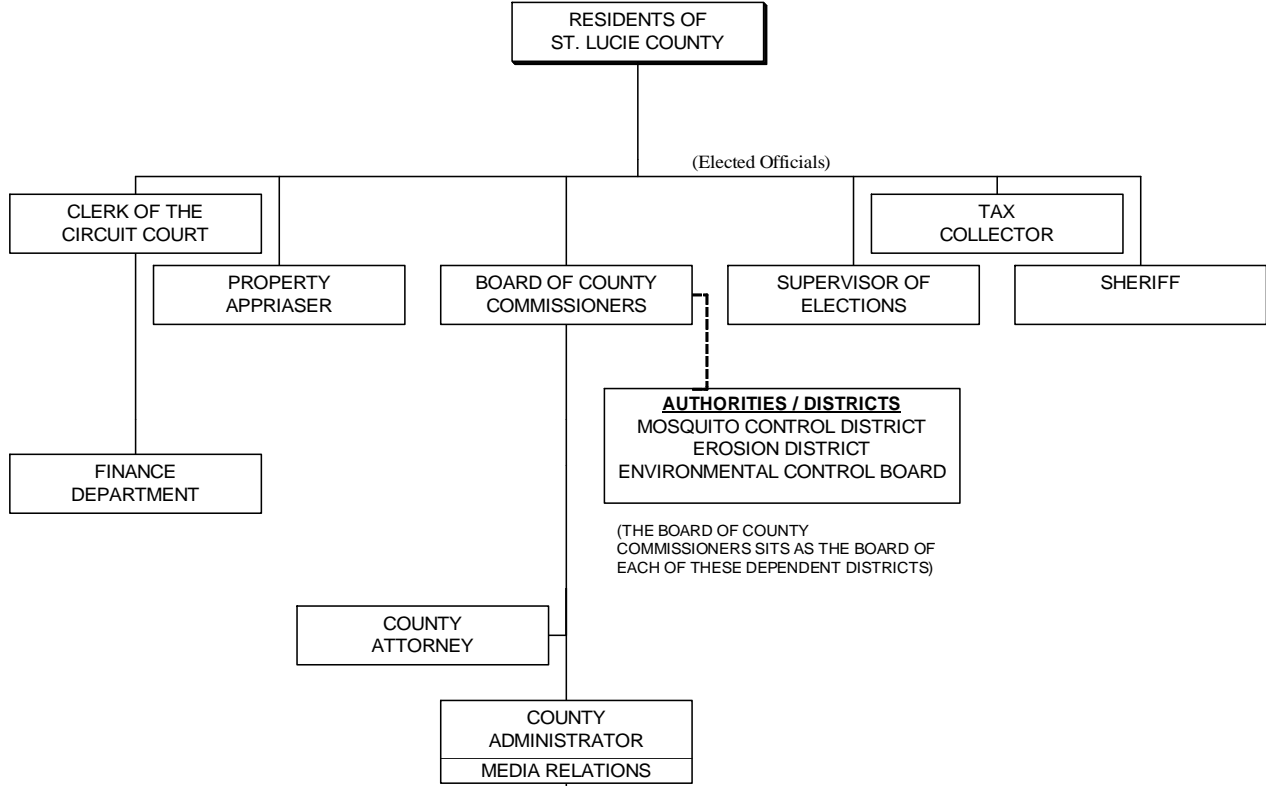 RESIDENTS OF
ST. LUCIE COUNTY
(Elected Officials)
CLERK OF THE
CIRCUIT COURT
TAX
COLLECTOR
PROPERTY
APPRIASER
BOARD OF COUNTY
COMMISSIONERS
SUPERVISOR OF
ELECTIONS
SHERIFF
AUTHORITIES / DISTRICTS
MOSQUITO CONTROL DISTRICT
EROSION DISTRICT
ENVIRONMENTAL CONTROL BOARD
FINANCE
DEPARTMENT
(THE BOARD OF COUNTY
COMMISSIONERS SITS AS THE BOARD OF
EACH OF THESE DEPENDENT DISTRICTS)
COUNTY
ATTORNEY
COUNTY
ADMINISTRATOR
MEDIA RELATIONS